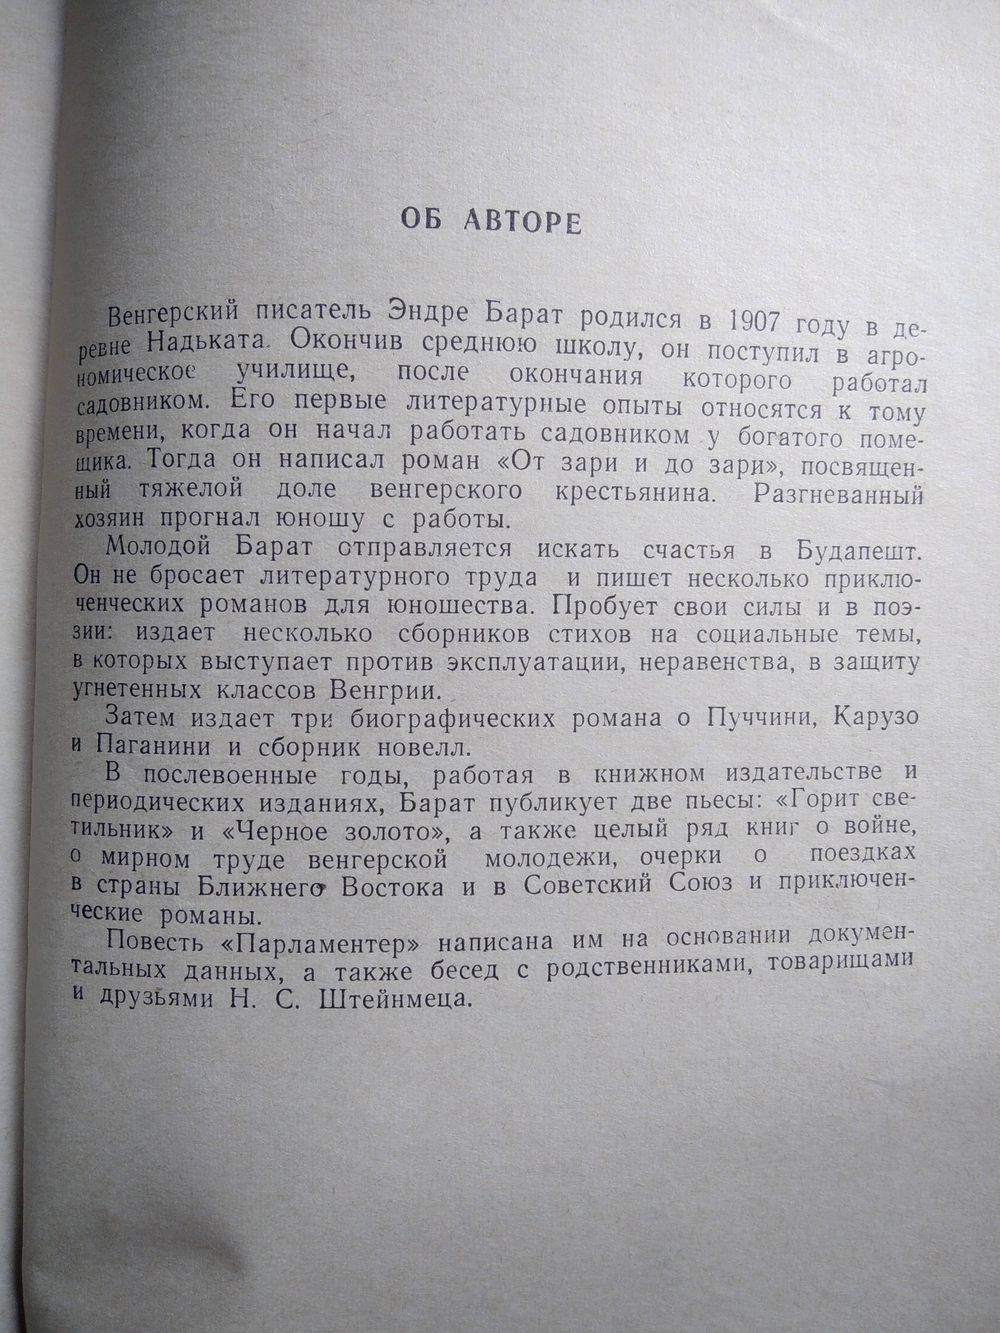 ОБ АВТОРЕ
Венгерский писатель Эндре Барат родился в 1907 году в де-
ревне Надьката. Окончив среднюю школу, он поступил в агро-
номическое училище, после окончания которого работал
садовником. Его первые литературные опыты относятся к тому
времени, когда он начал работать садовником у богатого поме-
щика. Тогда он написал роман «От зари и до зари», посвящен-
ный тяжелой доле венгерского крестьянина. Разгневанный
хозяин прогнал юношу с работы.
Молодой Барат отправляется искать счастья в Будапешт.
Он не бросает литературного труда и пишет несколько приклю-
ченческих романов для юношества. Пробует свои силы и в поэ-
зии: издает несколько сборников стихов на социальные темы,
в которых выступает против эксплуатации, неравенства, в защиту
угнетенных классов Венгрии.
Затем издает три биографических романа о Пуччини, Карузо
и Паганини и сборник новелл.
В послевоенные годы, работая в книжном издательстве и
периодических изданиях, Барат публикует две пьесы: «Горит све-
тильник» и «Черное золото», а также целый ряд книг о войне,
о мирном труде венгерской молодежи, очерки о поездках
в страны Ближнего Востока и в Советский Союз и приключен-
ческие романы.
Повесть «Парламентер» написана им на основании докумен-
тальных данных, а также бесед с родственниками, товарищами
и друзьями Н. С. Штейнмеца.